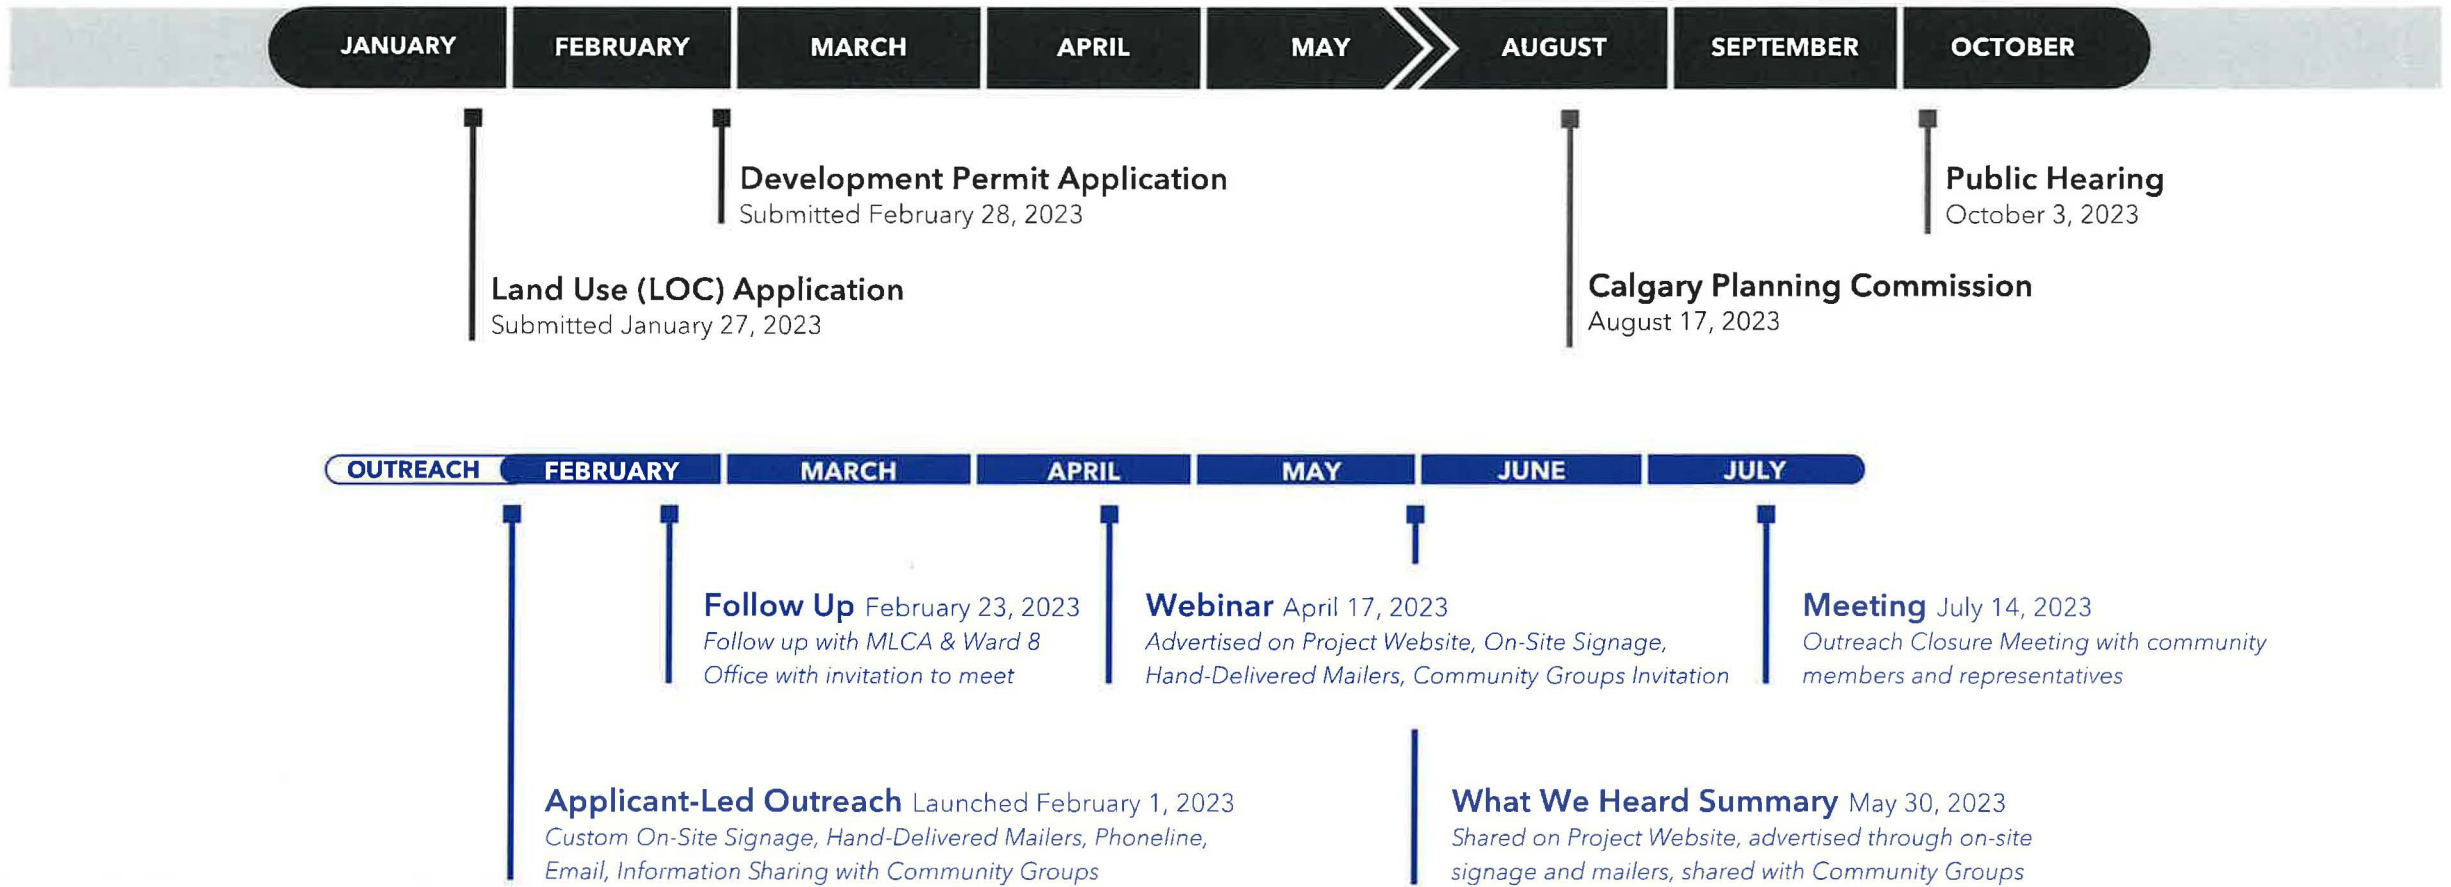 JANUARY FEBRUARY MARCH APRIL MAY AUGUST SEPTEMBER OCTOBER
Development Permit Application
Submitted February 28, 2023
Public Hearing
October 3, 2023
Land Use (LOC) Application
Submitted January 27, 2023
Calgary Planning Commission
August 17, 2023
OUTREACH FEBRUARY MARCH APRIL MAY JUNE JULY
Follow Up February 23, 2023
Follow up with MLCA & Ward 8
Office with invitation to meet
Webinar April 17, 2023
Advertised on Project Website, On-Site Signage,
Hand-Delivered Mailers, Community Groups Invitation
Meeting July 14, 2023
Outreach Closure Meeting with community
members and representatives
Applicant-Led Outreach Launched February 1, 2023
Custom On-Site Signage, Hand-Delivered Mailers, Phoneline,
Email, Information Sharing with Community Groups
What We Heard Summary May 30, 2023
Shared on Project Website, advertised through on-site
signage and mailers, shared with Community Groups